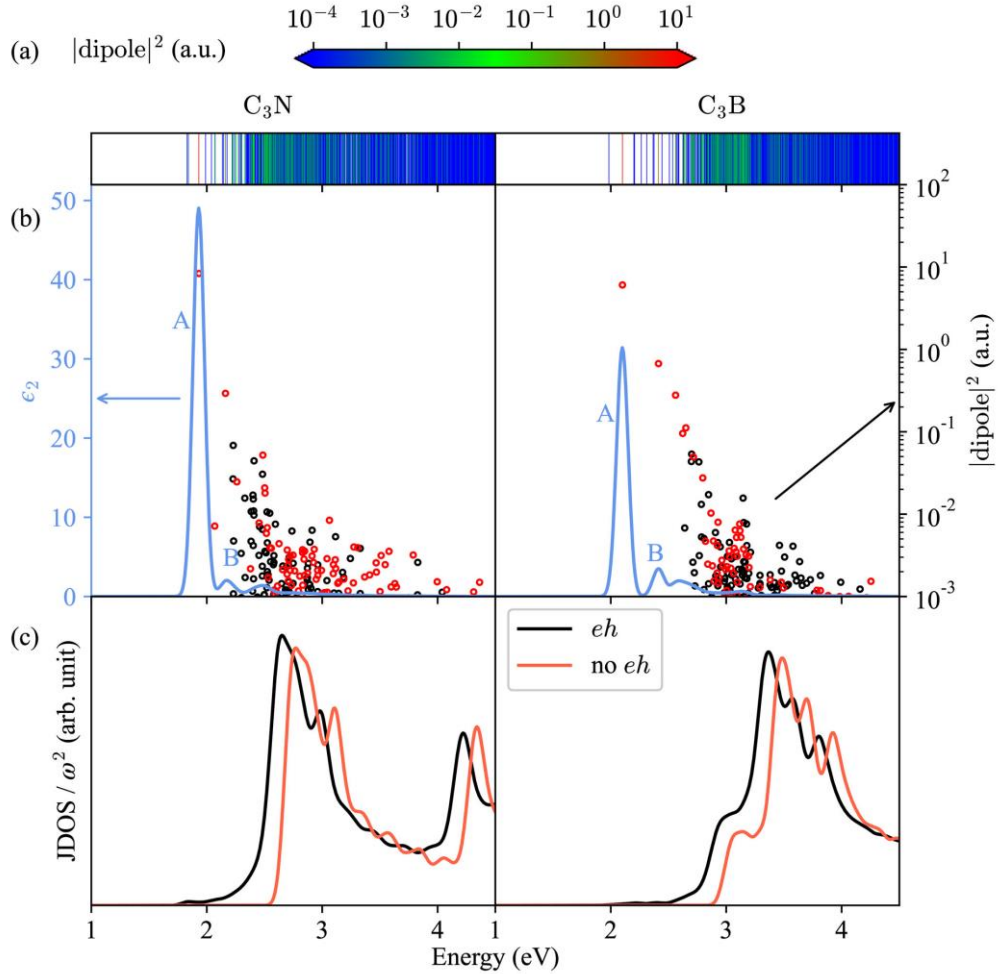 10⁻⁴ 10⁻³ 10⁻² 10⁻¹ 10⁰ 10¹
(a) |dipole|² (a.u.)
C₃N C₃B
(b)
50
40
30
20
10
0
ϵ₂
A
B
A
B
10²
10¹
10⁰
10⁻¹
10⁻²
10⁻³
|dipole|² (a.u.)
(c)
JDOS / ω² (arb. unit)
eh
no eh
1 2 3 4 1 2 3 4
Energy (eV)